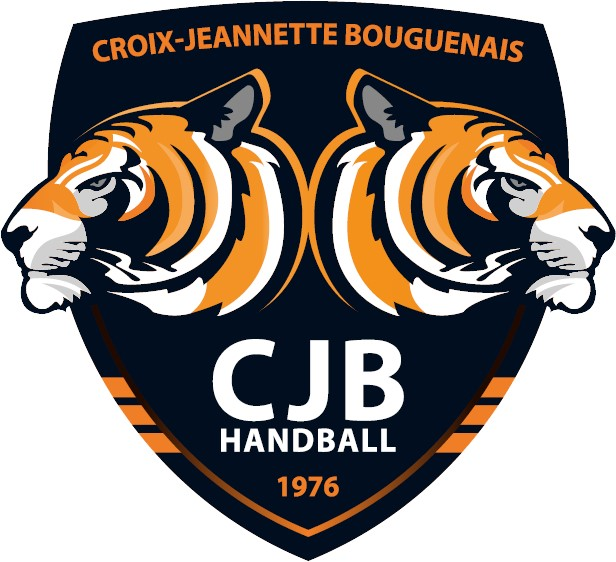 CROIX-JEANNETTE BOUGUENAIS
CJB
HANDBALL
1976